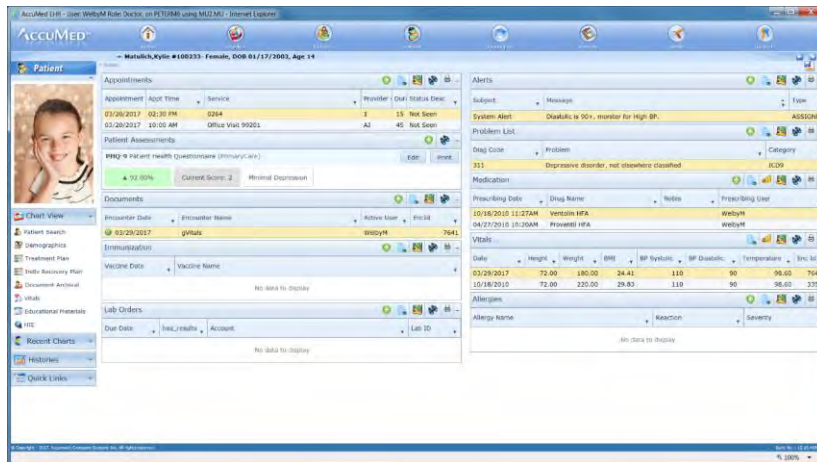 AccuMed EHR - User: WelbyM Role: Doctor, on PETERMB using MU2.MU - Internet Explorer
ACCUMED
Matulich,Kylie #100233- Female, DOB 01/17/2003, Age 14
Patient
Chart View
Patient Search
Demographics
Treatment Plan
Indiv Recovery Plan
Document Archival
Vitals
Educational Materials
HIE
Recent Charts
Histories
Quick Links
Appointments
Appointment Appt Time Service Provider Dur Status Desc
03/20/2017 02:30 PM 0264 15 Not Seen
03/20/2017 10:00 AM Office Visit 99201 AJ 45 Not Seen
Patient Assessments
PHQ-9 Patient Health Questionnaire (PrimaryCare) Edit Print
Current Score: 2 Minimal Depression
Documents
Encounter Date Encounter Name Active User EncId
03/29/2017 gVitals WelbyM 7641
Immunization
Vaccine Date Vaccine Name
No data to display
Lab Orders
Due Date has_results Account Lab ID
No data to display
Alerts
Subject Message Type
System Alert Diastolic is 90+, monitor for High BP. ASSIGN
Problem List
Diag Code Problem Category
311 Depressive disorder, not elsewhere classified ICD9
Medication
Prescribing Date Drug Name Notes Prescribing User
10/18/2010 11:27AM Ventolin HFA WelbyM
04/27/2010 10:20AM Proventil HFA WelbyM
Vitals
Date Height Weight BMI BP Systolic BP Diastolic Temperature Enc Id
03/29/2017 72.00 180.00 24.41 110 90 98.60 764
10/18/2010 72.00 220.00 29.83 110 90 98.60 335
Allergies
Allergy Name Reaction Severity
No data to display
100%